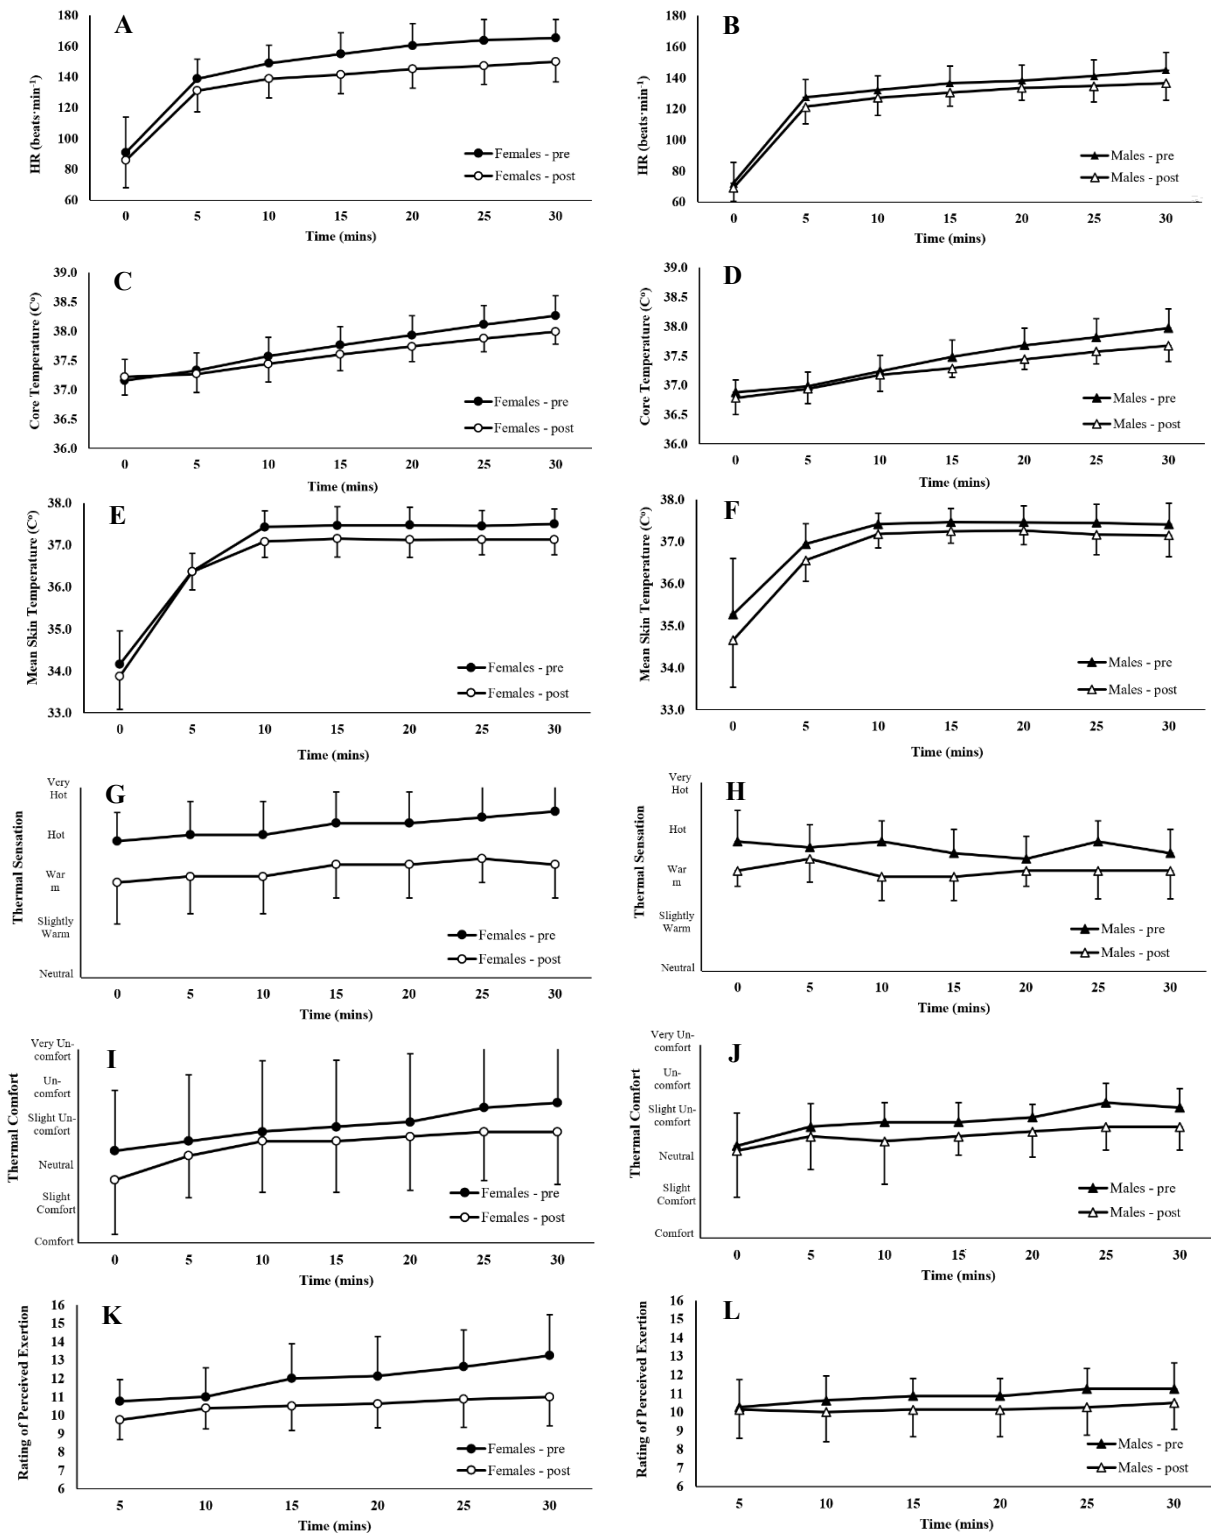 A
HR (beats·min⁻¹)
180
160
140
120
100
80
60
Females - pre
Females - post
0 5 10 15 20 25 30
Time (mins)
B
HR (beats·min⁻¹)
180
160
140
120
100
80
60
Males - pre
Males - post
0 5 10 15 20 25 30
Time (mins)
C
Core Temperature (Cº)
39.0
38.5
38.0
37.5
37.0
36.5
36.0
Females - pre
Females - post
0 5 10 15 20 25 30
Time (mins)
D
Core Temperature (Cº)
39.0
38.5
38.0
37.5
37.0
36.5
36.0
Males - pre
Males - post
0 5 10 15 20 25 30
Time (mins)
E
Mean Skin Temperature (Cº)
38.0
37.0
36.0
35.0
34.0
33.0
Females - pre
Females - post
0 5 10 15 20 25 30
Time (mins)
F
Mean Skin Temperature (Cº)
38.0
37.0
36.0
35.0
34.0
33.0
Males - pre
Males - post
0 5 10 15 20 25 30
Time (mins)
G
Thermal Sensation
Very
Hot
Hot
War
m
Slightly
Warm
Neutral
Females - pre
Females - post
0 5 10 15 20 25 30
Time (mins)
H
Thermal Sensation
Very
Hot
Hot
War
m
Slightly
Warm
Neutral
Males - pre
Males - post
0 5 10 15 20 25 30
Time (mins)
I
Thermal Comfort
Very Un-
comfort
Un-
comfort
Slight Un-
comfort
Neutral
Slight
Comfort
Comfort
Females - pre
Females - post
0 5 10 15 20 25 30
Time (mins)
J
Thermal Comfort
Very Un-
comfort
Un-
comfort
Slight Un-
comfort
Neutral
Slight
Comfort
Comfort
Males - pre
Males - post
0 5 10 15 20 25 30
Time (mins)
K
Rating of Perceived Exertion
16
15
14
13
12
11
10
9
8
7
6
Females - pre
Females - post
5 10 15 20 25 30
Time (mins)
L
Rating of Perceived Exertion
16
15
14
13
12
11
10
9
8
7
6
Males - pre
Males - post
5 10 15 20 25 30
Time (mins)